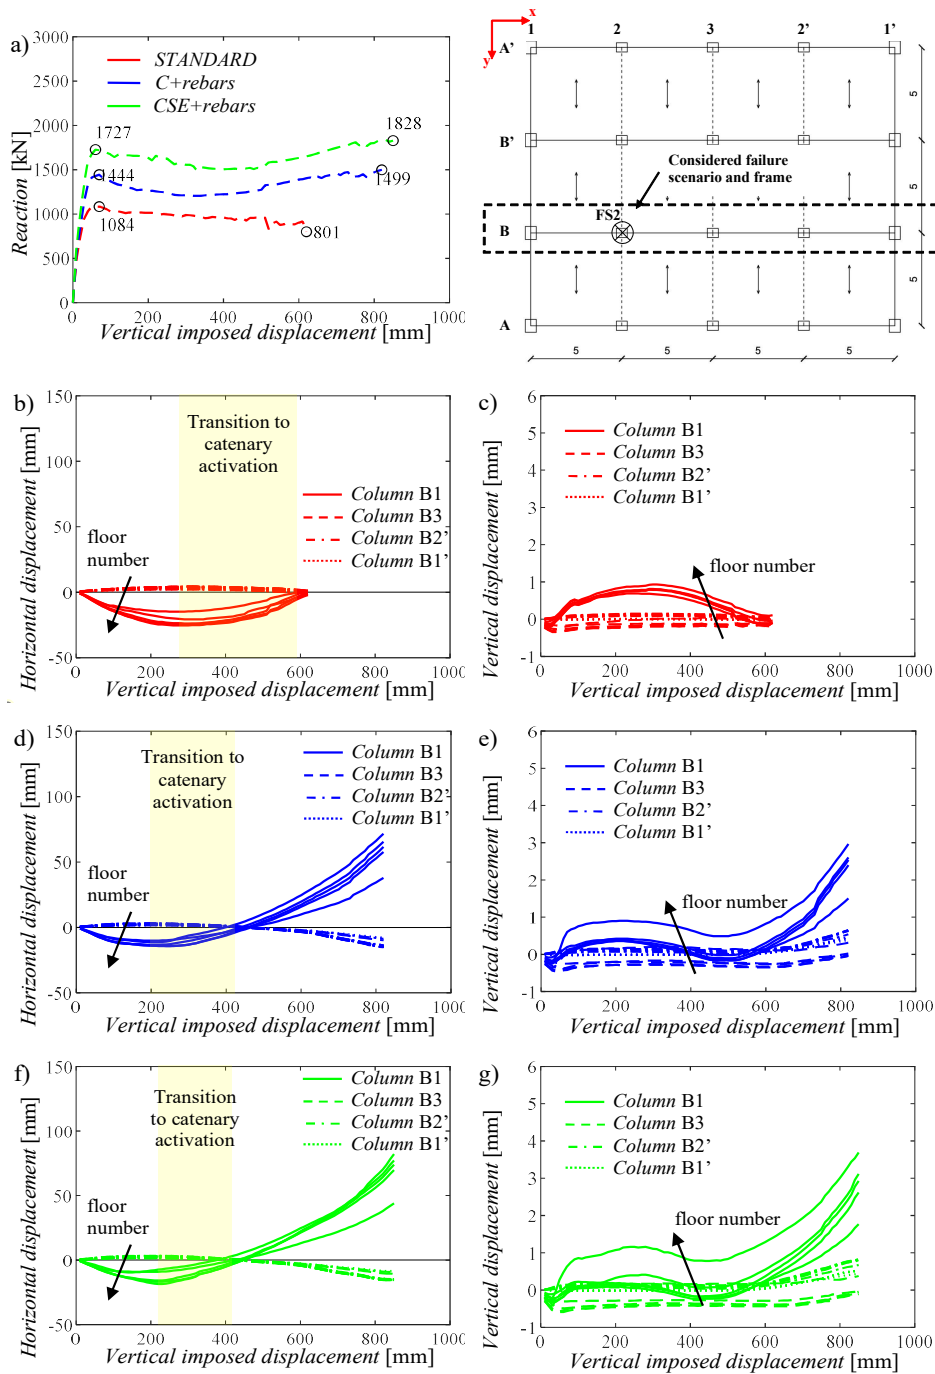 a)
3000
2500
2000
1500
1000
500
0
Reaction [kN]
STANDARD
C+rebars
CSE+rebars
1727
1828
1444
1499
1084
801
0
200
400
600
800
1000
Vertical imposed displacement [mm]
x
y
1
2
3
2'
1'
A'
B'
B
A
Considered failure
scenario and frame
FS2
5
5
5
5
5
5
5
b)
150
100
50
0
-50
Horizontal displacement [mm]
Transition to
catenary
activation
floor
number
Column B1
Column B3
Column B2'
Column B1'
0
200
400
600
800
1000
Vertical imposed displacement [mm]
c)
6
5
4
3
2
1
0
-1
Vertical displacement [mm]
Column B1
Column B3
Column B2'
Column B1'
floor number
0
200
400
600
800
1000
Vertical imposed displacement [mm]
d)
150
100
50
0
-50
Horizontal displacement [mm]
Transition to
catenary
activation
floor
number
Column B1
Column B3
Column B2'
Column B1'
0
200
400
600
800
1000
Vertical imposed displacement [mm]
e)
6
5
4
3
2
1
0
-1
Vertical displacement [mm]
Column B1
Column B3
Column B2'
Column B1'
floor number
0
200
400
600
800
1000
Vertical imposed displacement [mm]
f)
150
100
50
0
-50
Horizontal displacement [mm]
Transition
to catenary
activation
floor
number
Column B1
Column B3
Column B2'
Column B1'
0
200
400
600
800
1000
Vertical imposed displacement [mm]
g)
6
5
4
3
2
1
0
-1
Vertical displacement [mm]
Column B1
Column B3
Column B2'
Column B1'
floor number
0
200
400
600
800
1000
Vertical imposed displacement [mm]